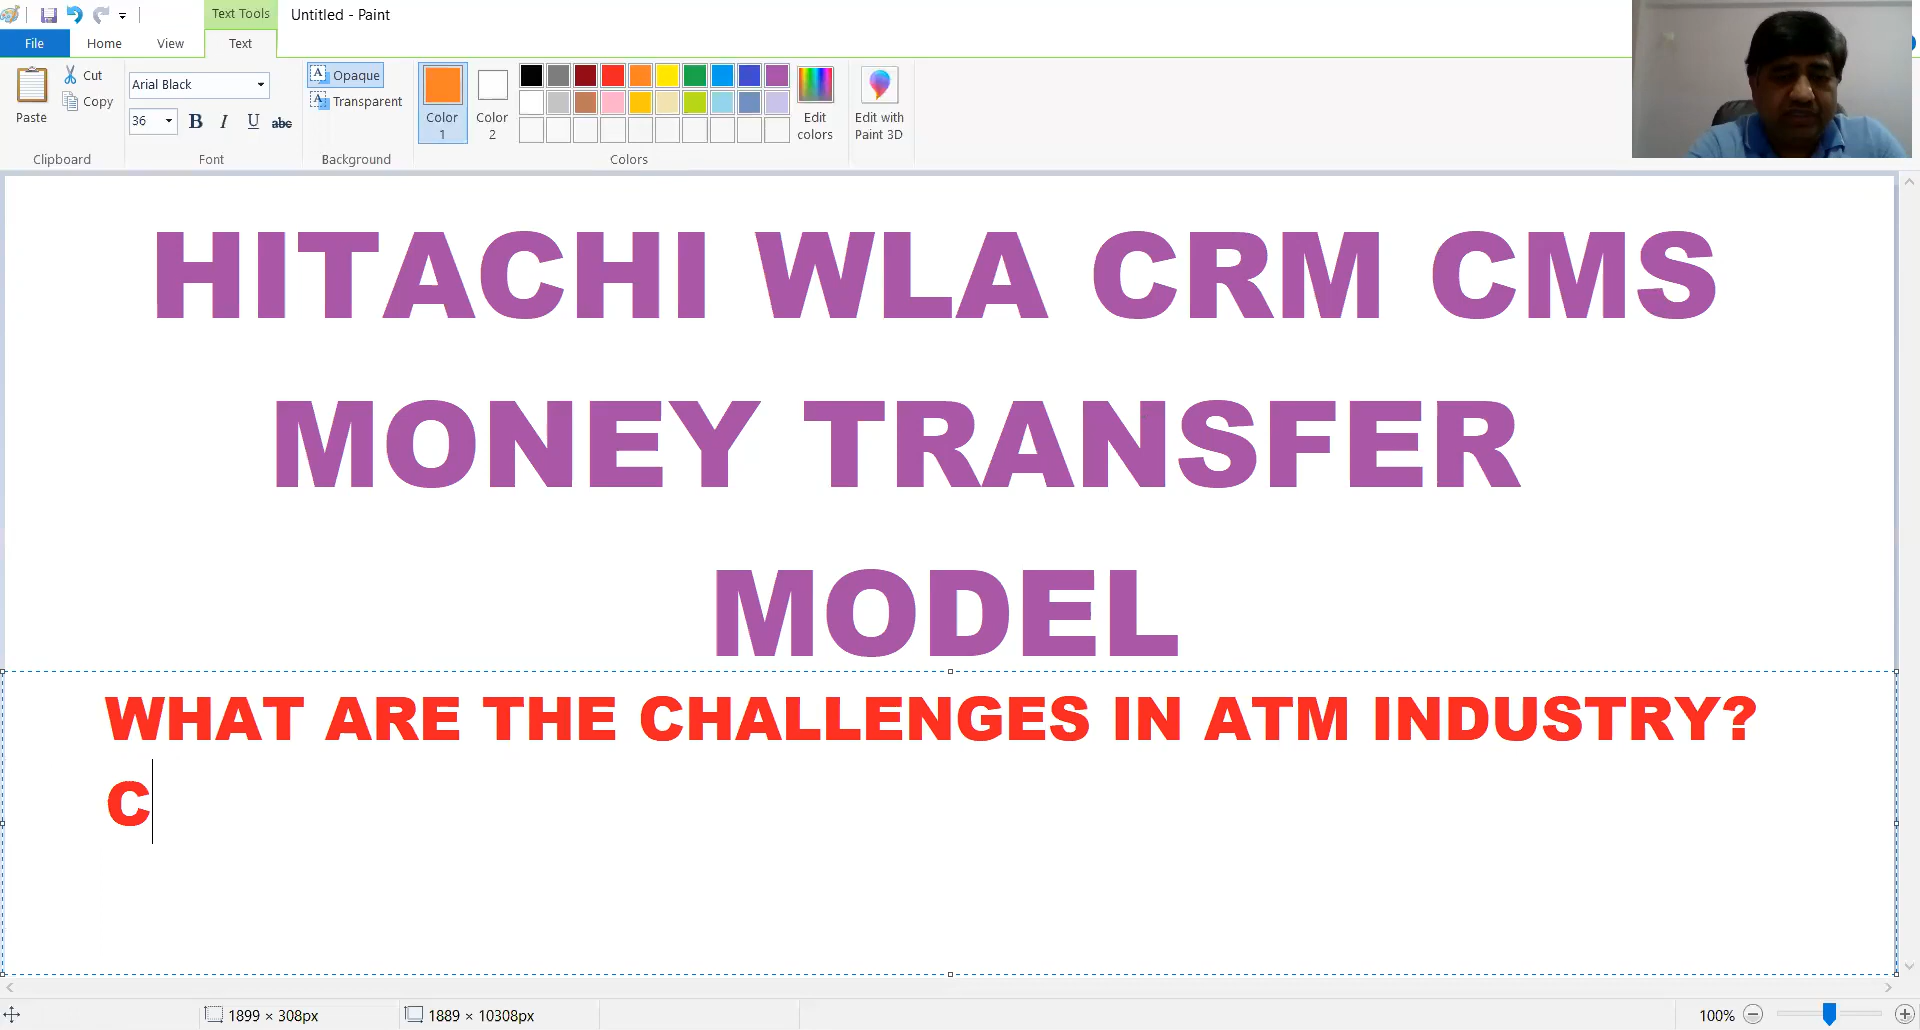 Text Tools
Untitled - Paint
File
Home
View
Text
Paste
Cut
Copy
Clipboard
Arial Black
36
B I U abc
Font
Opaque
Transparent
Background
Color 1
Color 2
Edit colors
Colors
Edit with Paint 3D
HITACHI WLA CRM CMS
MONEY TRANSFER
MODEL
WHAT ARE THE CHALLENGES IN ATM INDUSTRY?
C
1899 × 308px
1889 × 10308px
100%